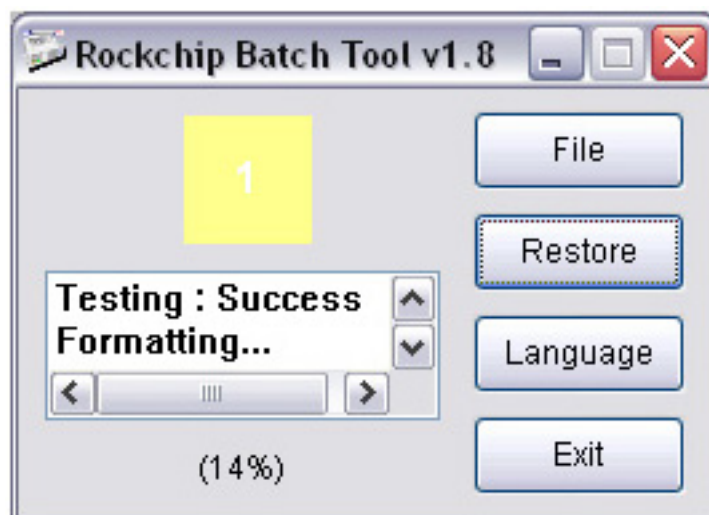 Rockchip Batch Tool v1.8
1
File
Restore
Testing : Success
Formatting...
Language
(14%)
Exit